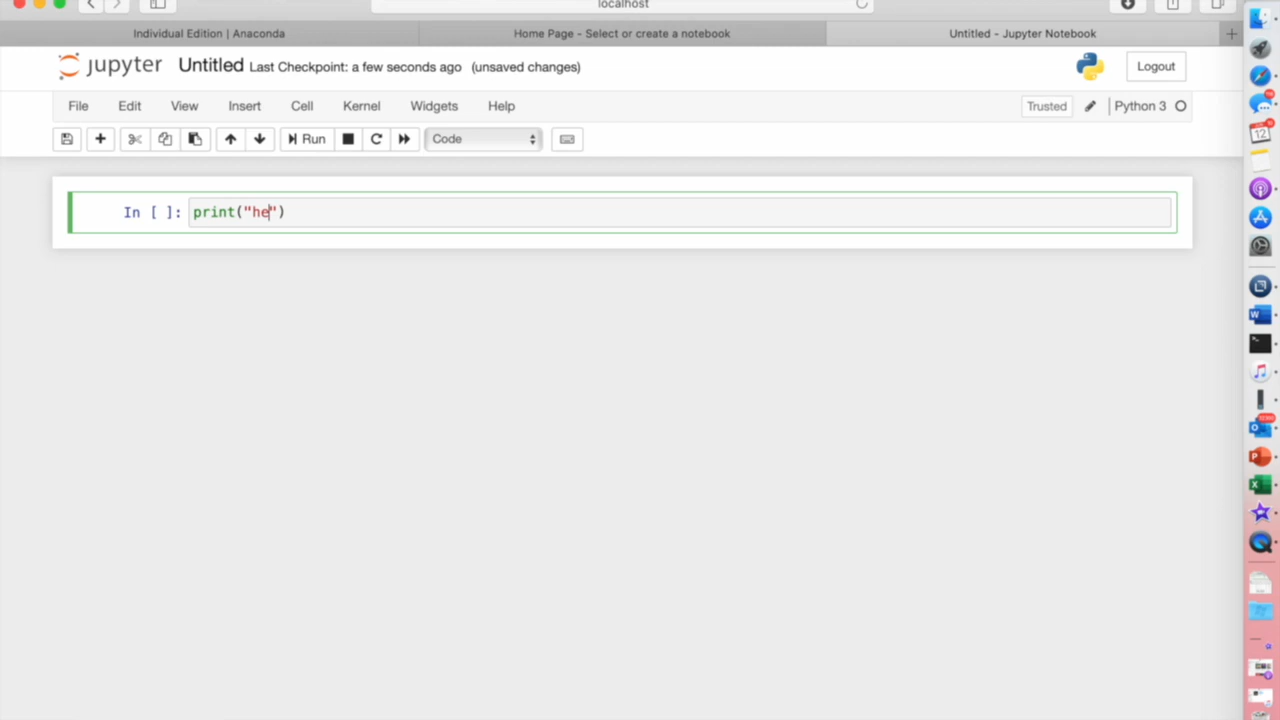 localhost
Individual Edition | Anaconda
Home Page - Select or create a notebook
Untitled - Jupyter Notebook
jupyter Untitled Last Checkpoint: a few seconds ago (unsaved changes)
Logout
File Edit View Insert Cell Kernel Widgets Help
Trusted
Python 3
Run
Code
In [ ]: print("he")
12